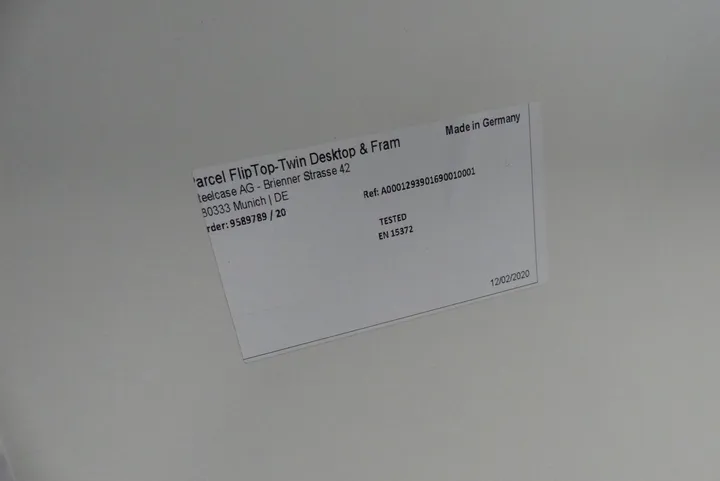 arcel FlipTop-Twin Desktop & Fram
Made in Germany
teelcase AG - Brienner Strasse 42
80333 Munich | DE
rder: 9589789 / 20
Ref: A0001293901690010001
TESTED
EN 15372
12/02/2020